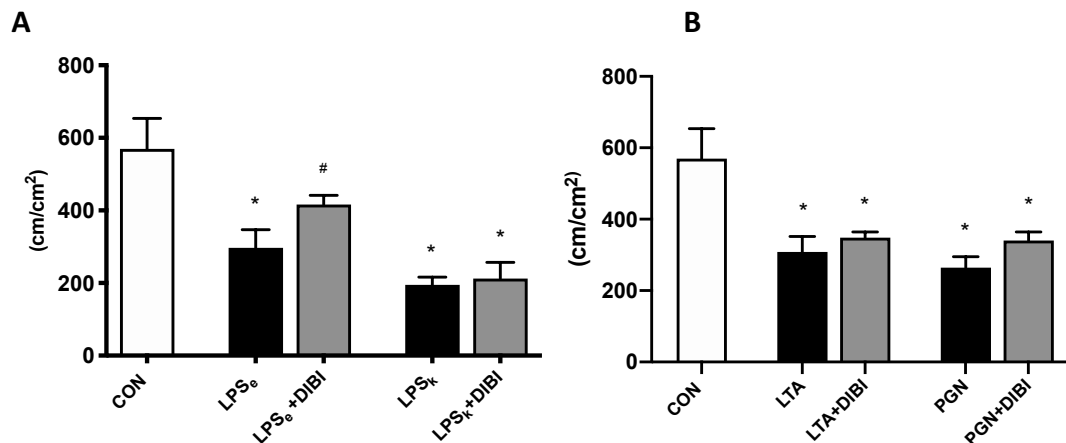 A
(cm/cm²)
800
600
400
200
0
*
#
*
*
CON
LPSₑ
LPSₑ+DIBI
LPSₖ
LPSₖ+DIBI
B
(cm/cm²)
800
600
400
200
0
*
*
*
*
CON
LTA
LTA+DIBI
PGN
PGN+DIBI